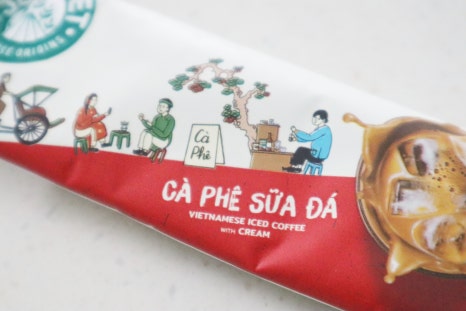 Cà
Phê
CÀ PHÊ SỮA ĐÁ
VIETNAMESE ICED COFFEE
WITH CREAM